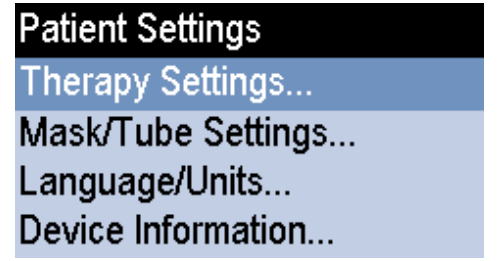 Patient Settings
Therapy Settings...
Mask/Tube Settings...
Language/Units...
Device Information...